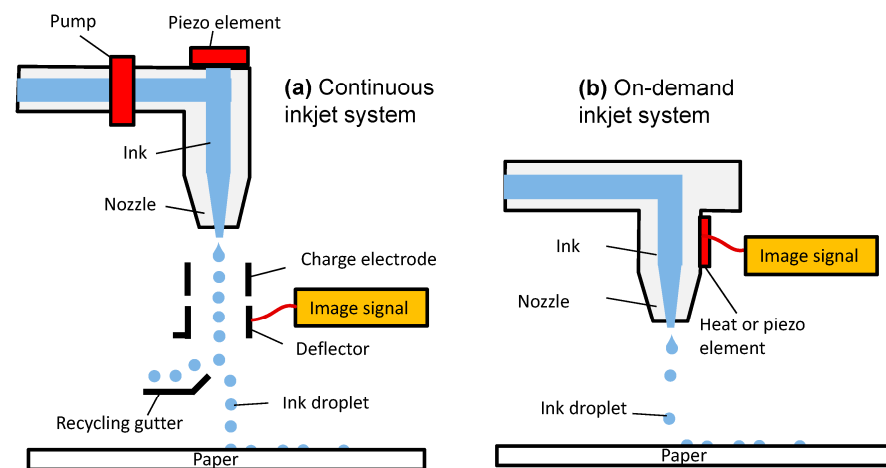 Pump
Piezo element
(a) Continuous
inkjet system
Ink
Nozzle
Charge electrode
Image signal
Deflector
Recycling gutter
Ink droplet
Paper
(b) On-demand
inkjet system
Ink
Image signal
Nozzle
Heat or piezo
element
Ink droplet
Paper